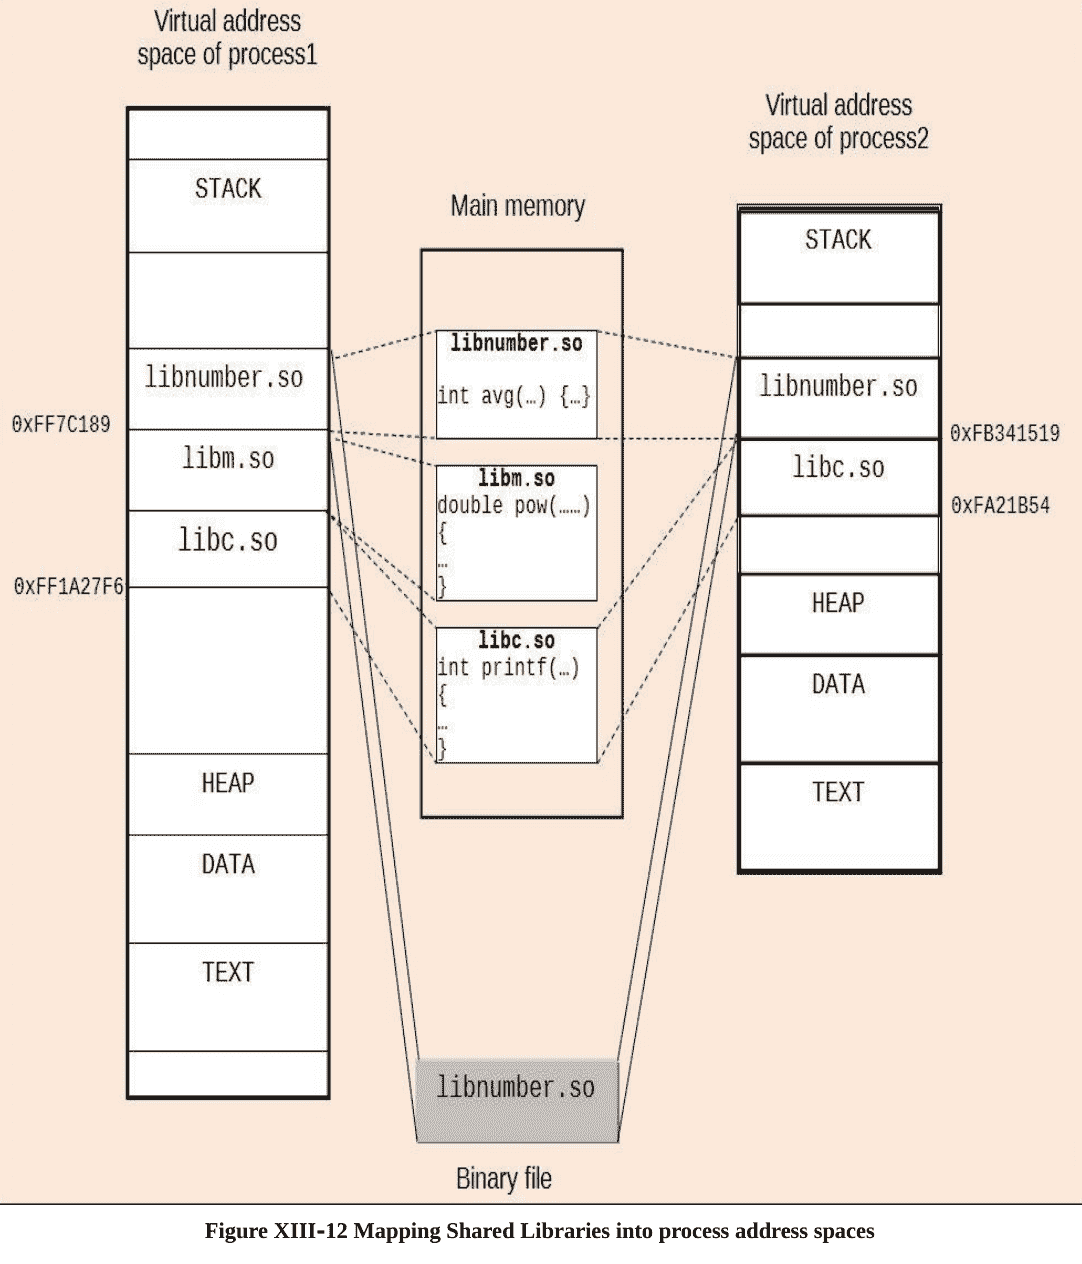 Virtual address
space of process1
STACK
libnumber.so
0xFF7C189
libm.so
libc.so
0xFF1A27F6
HEAP
DATA
TEXT
Main memory
libnumber.so
int avg(…) {…}
libm.so
double pow(……)
{
…
}
libc.so
int printf(…)
{
…
}
Virtual address
space of process2
STACK
libnumber.so
0xFB341519
libc.so
0xFA21B54
HEAP
DATA
TEXT
libnumber.so
Binary file
Figure XIII-12 Mapping Shared Libraries into process address spaces